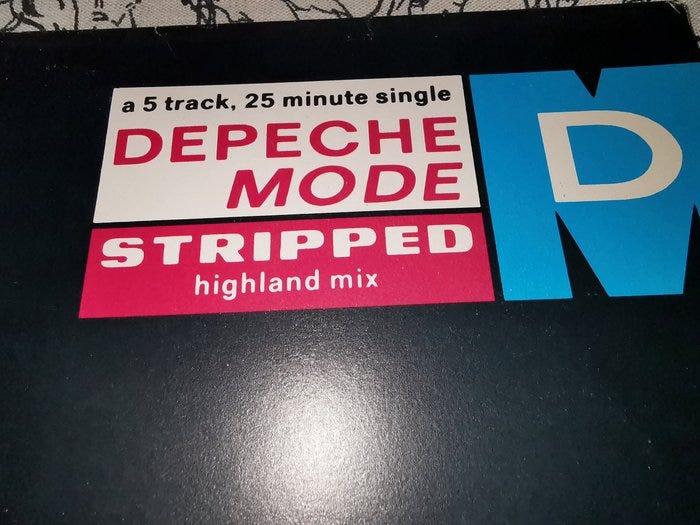 a 5 track, 25 minute single
DEPECHE
MODE
STRIPPED
highland mix
D
M